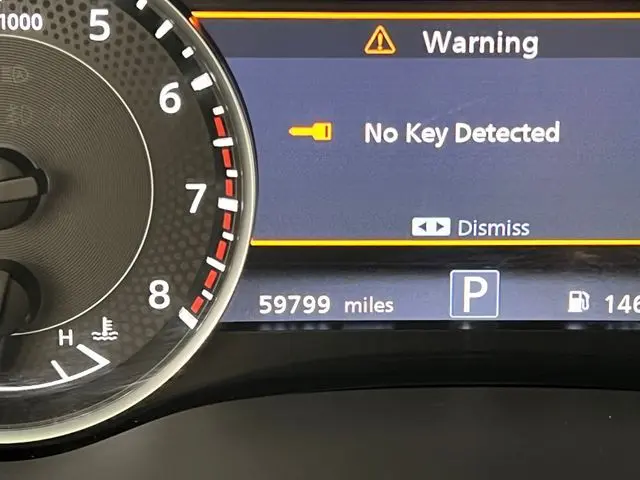 1000
5
6
7
8
H
Warning
No Key Detected
Dismiss
59799 miles
P
146